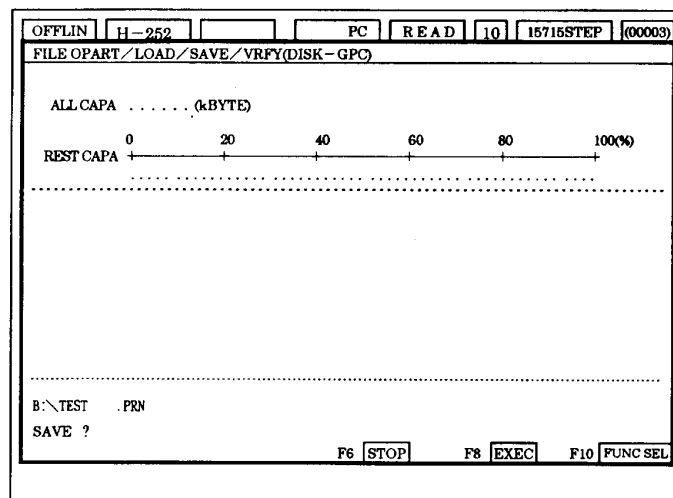 OFFLIN H-252 PC READ 10 15715STEP (00003)
FILE OPART/LOAD/SAVE/VRFY(DISK-GPC)
ALL CAPA ...... (kBYTE)
0 20 40 60 80 100(%)
REST CAPA
B:\TEST .PRN
SAVE ?
F6 STOP F8 EXEC F10 FUNC SEL